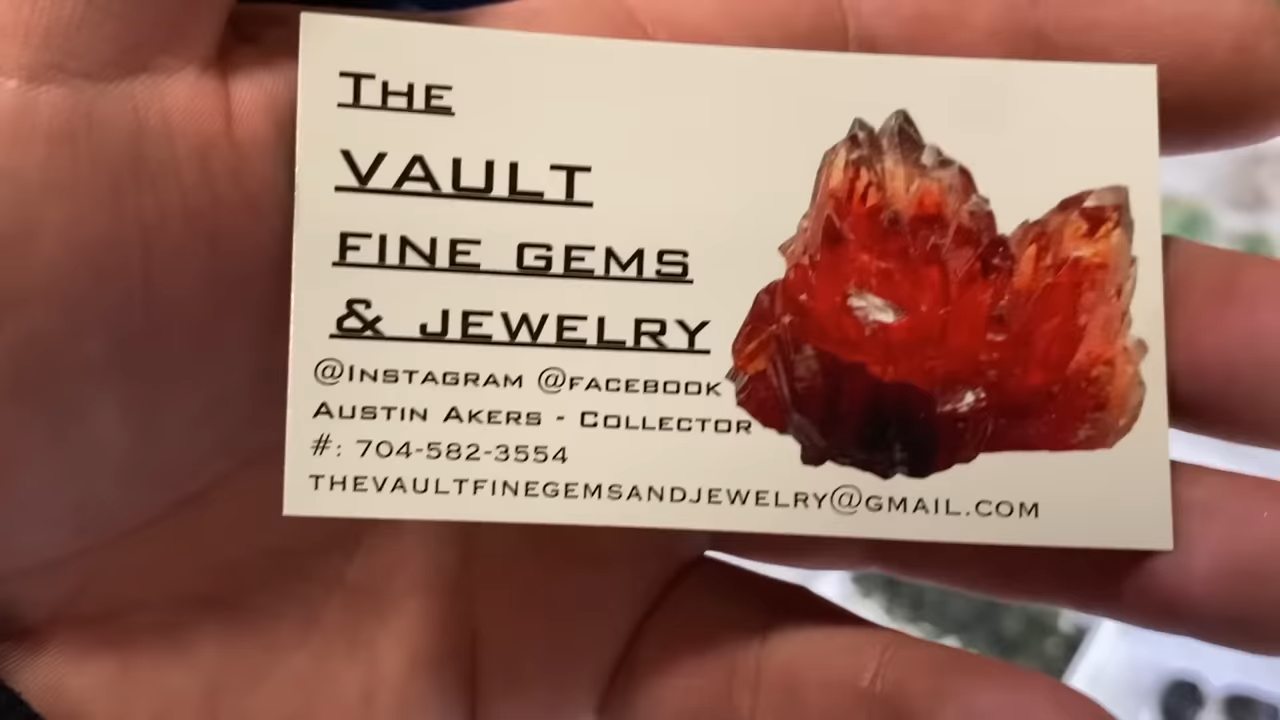 THE
VAULT
FINE GEMS
& JEWELRY
@INSTAGRAM @FACEBOOK
AUSTIN AKERS - COLLECTOR
#: 704-582-3554
THEVAULTFINEGEMSANDJEWELRY@GMAIL.COM